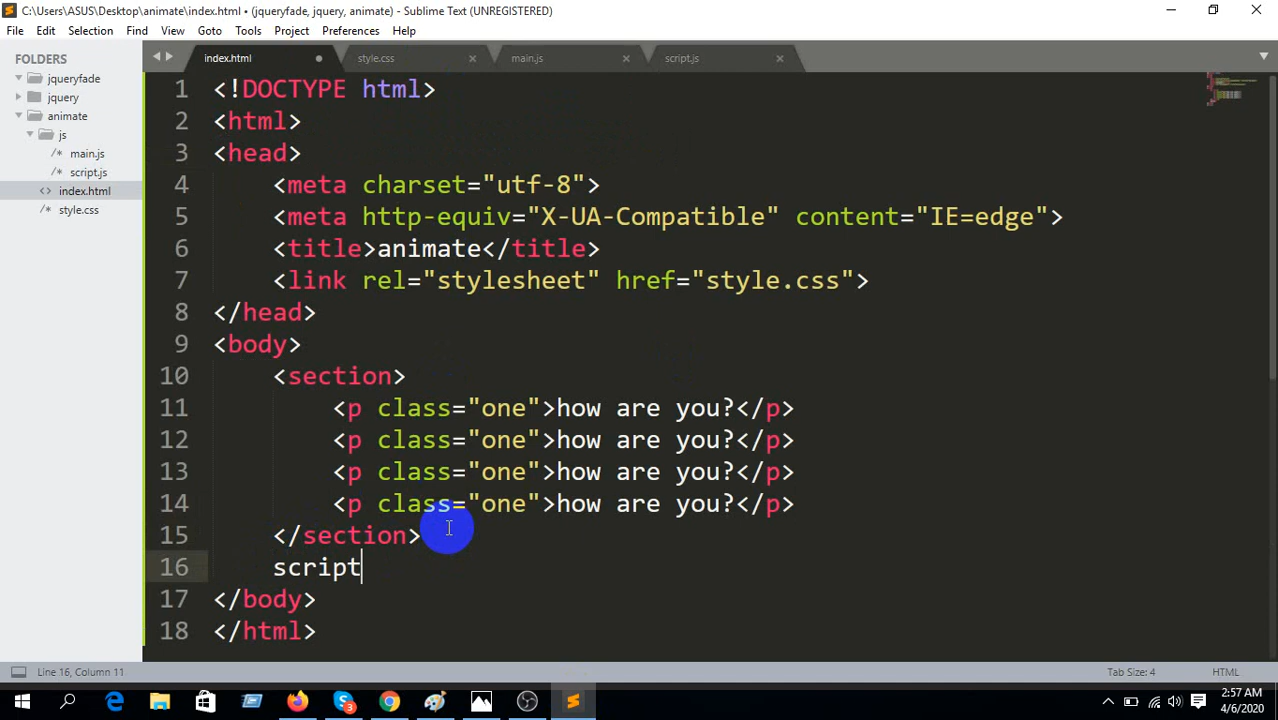 C:\Users\ASUS\Desktop\animate\index.html • (jqueryfade, jquery, animate) - Sublime Text (UNREGISTERED)
File Edit Selection Find View Goto Tools Project Preferences Help
FOLDERS
jqueryfade
jquery
animate
js
/* main.js
/* script.js
<> index.html
/* style.css
index.html style.css main.js script.js
1 <!DOCTYPE html>
2 <html>
3 <head>
4 <meta charset="utf-8">
5 <meta http-equiv="X-UA-Compatible" content="IE=edge">
6 <title>animate</title>
7 <link rel="stylesheet" href="style.css">
8 </head>
9 <body>
10 <section>
11 <p class="one">how are you?</p>
12 <p class="one">how are you?</p>
13 <p class="one">how are you?</p>
14 <p class="one">how are you?</p>
15 </section>
16 script
17 </body>
18 </html>
Line 16, Column 11 Tab Size: 4 HTML
3
2:57 AM
4/6/2020